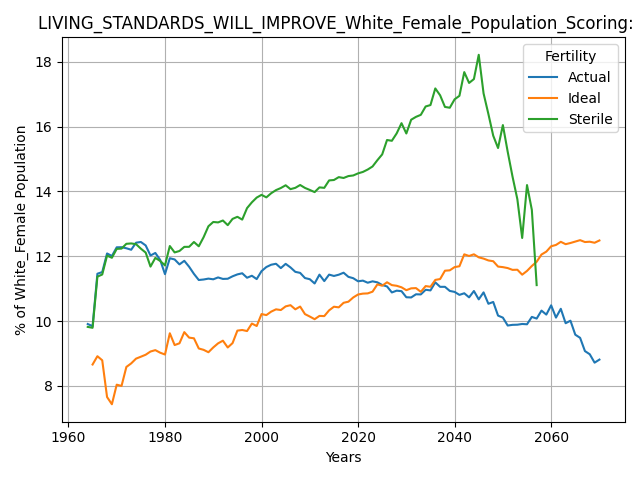 LIVING_STANDARDS_WILL_IMPROVE_White_Female_Population_Scoring:
Fertility
Actual
Ideal
Sterile
% of White_Female Population
18
16
14
12
10
8
1960
1980
2000
2020
2040
2060
Years